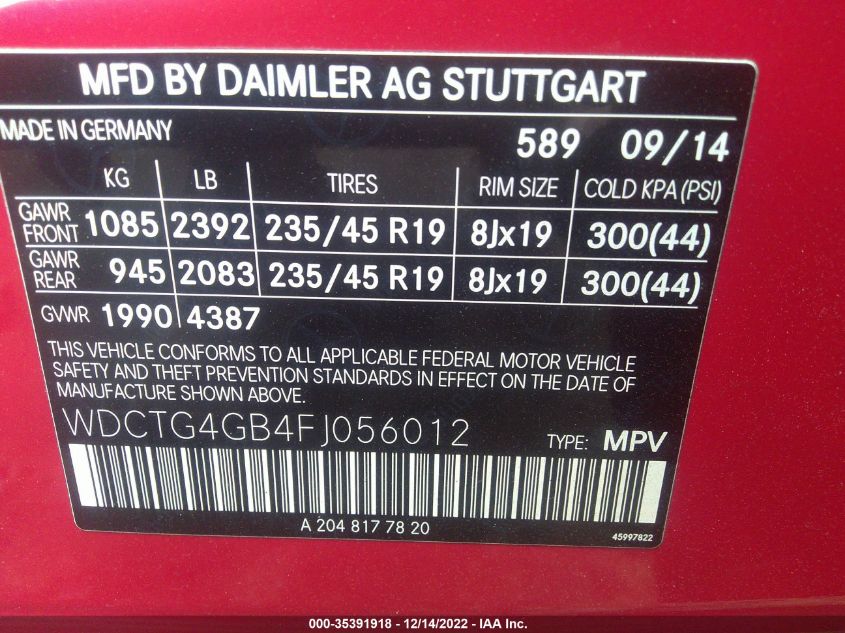 MFD BY DAIMLER AG STUTTGART
MADE IN GERMANY
589 09/14
KG LB TIRES RIM SIZE COLD KPA (PSI)
GAWR FRONT 1085 2392 235/45 R19 8Jx19 300(44)
GAWR REAR 945 2083 235/45 R19 8Jx19 300(44)
GVWR 1990 4387
THIS VEHICLE CONFORMS TO ALL APPLICABLE FEDERAL MOTOR VEHICLE
SAFETY AND THEFT PREVENTION STANDARDS IN EFFECT ON THE DATE OF
MANUFACTURE SHOWN ABOVE.
WDCTG4GB4FJ056012 TYPE: MPV
A 204 817 78 20
45997822
000-35391918 - 12/14/2022 - IAA Inc.